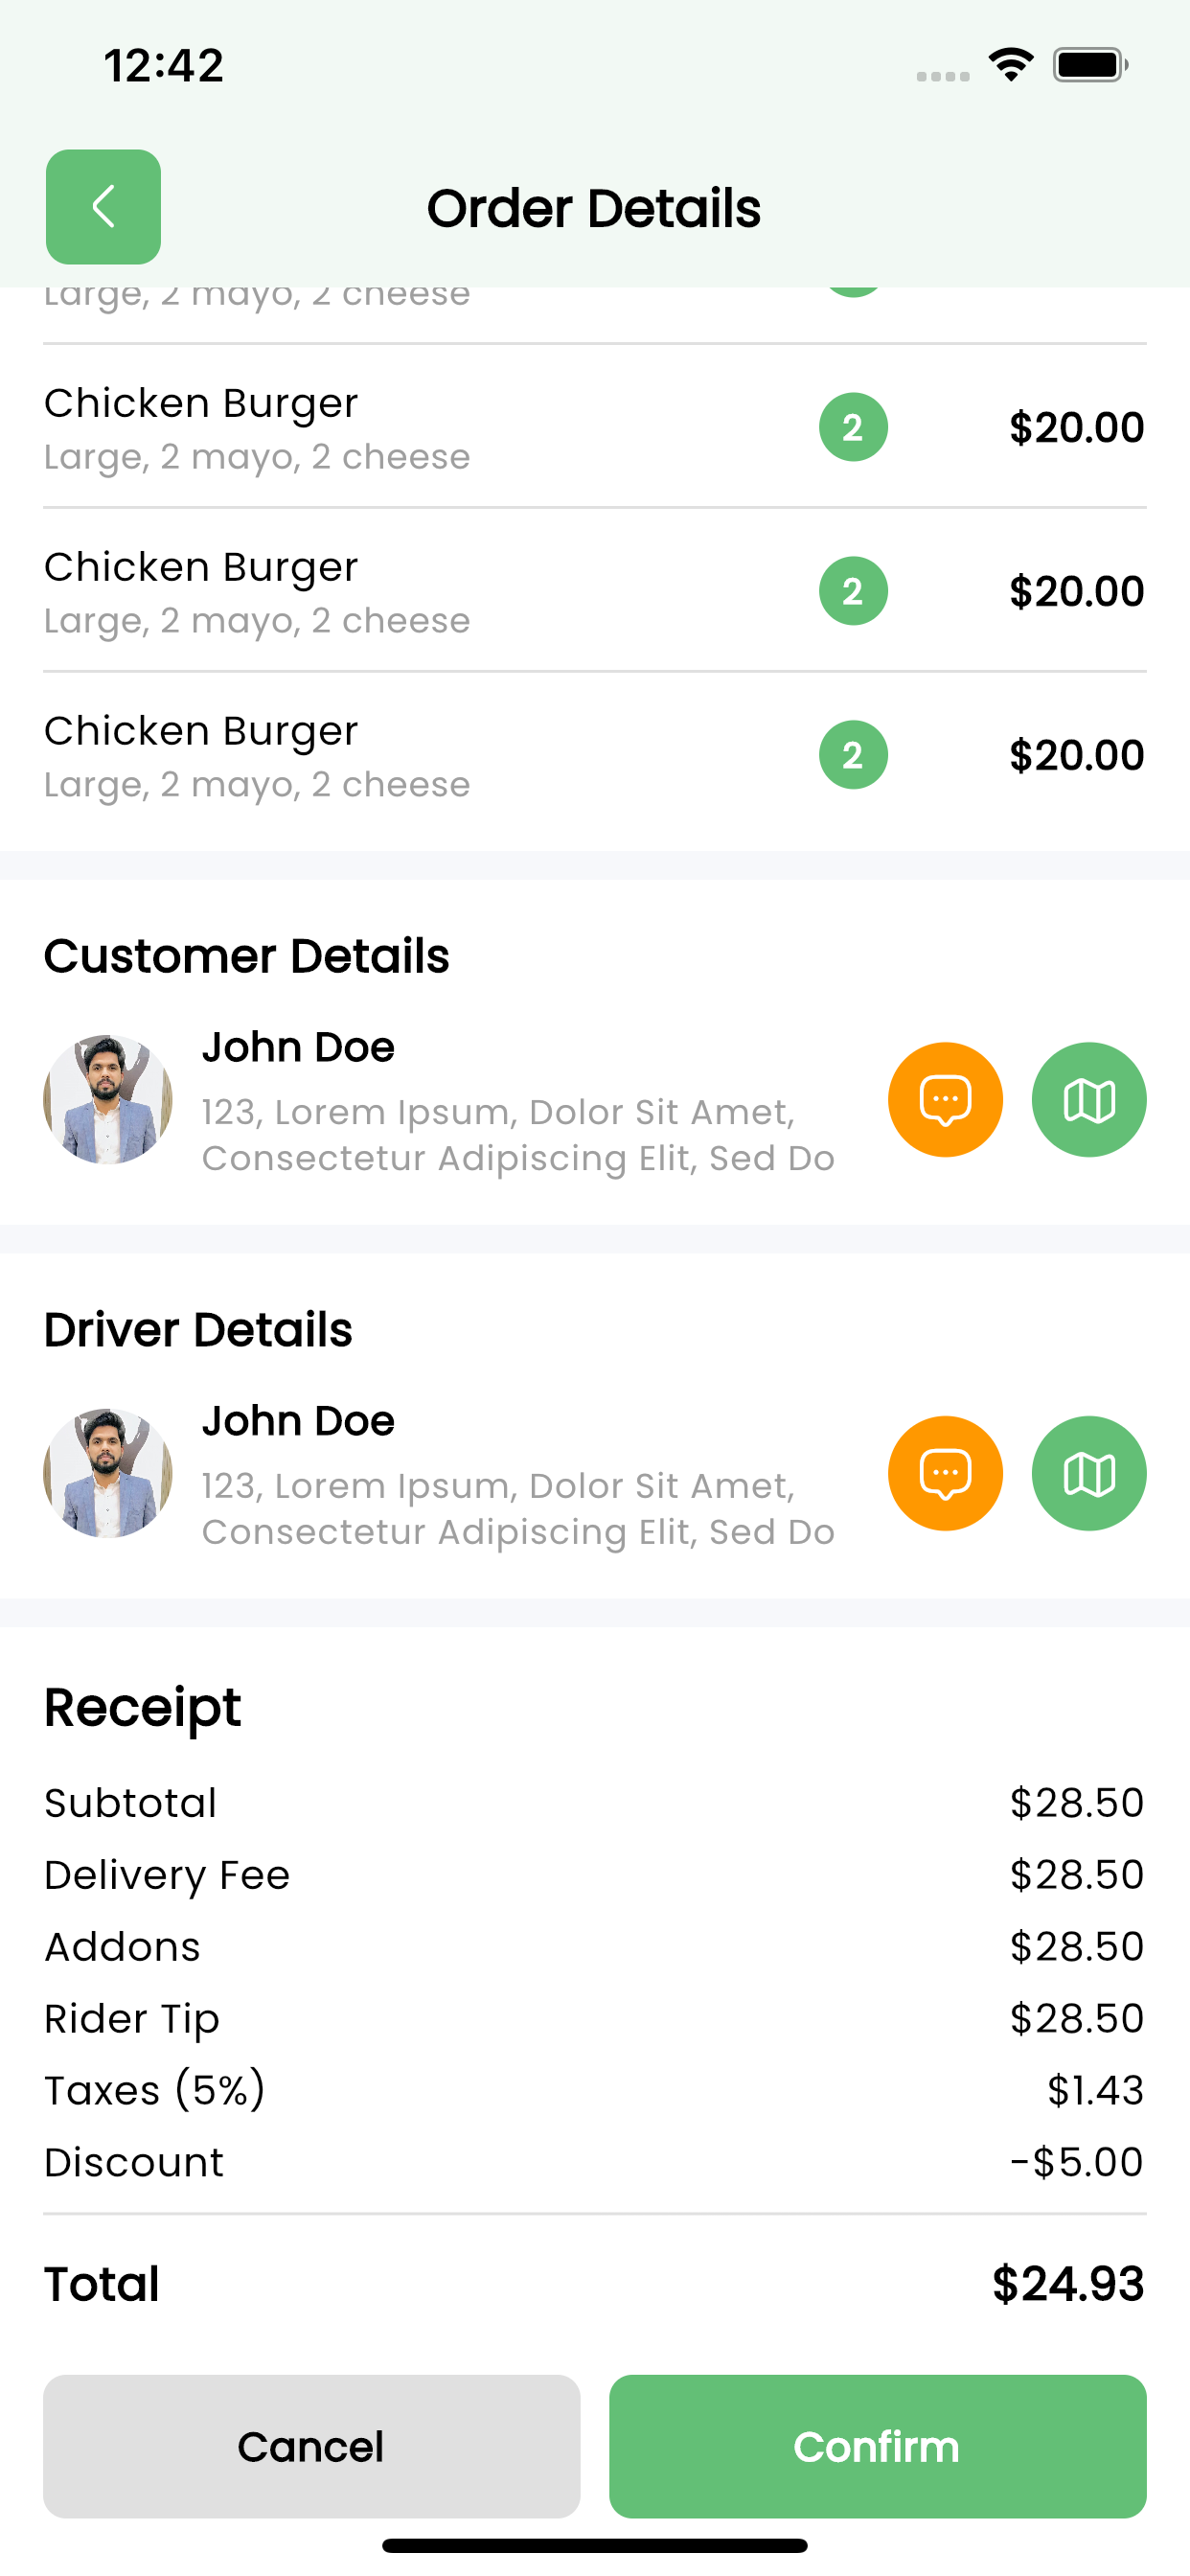 12:42
Order Details
Large, 2 mayo, 2 cheese
Chicken Burger
Large, 2 mayo, 2 cheese
2
$20.00
Chicken Burger
Large, 2 mayo, 2 cheese
2
$20.00
Chicken Burger
Large, 2 mayo, 2 cheese
2
$20.00
Customer Details
John Doe
123, Lorem Ipsum, Dolor Sit Amet,
Consectetur Adipiscing Elit, Sed Do
Driver Details
John Doe
123, Lorem Ipsum, Dolor Sit Amet,
Consectetur Adipiscing Elit, Sed Do
Receipt
Subtotal $28.50
Delivery Fee $28.50
Addons $28.50
Rider Tip $28.50
Taxes (5%) $1.43
Discount -$5.00
Total $24.93
Cancel
Confirm